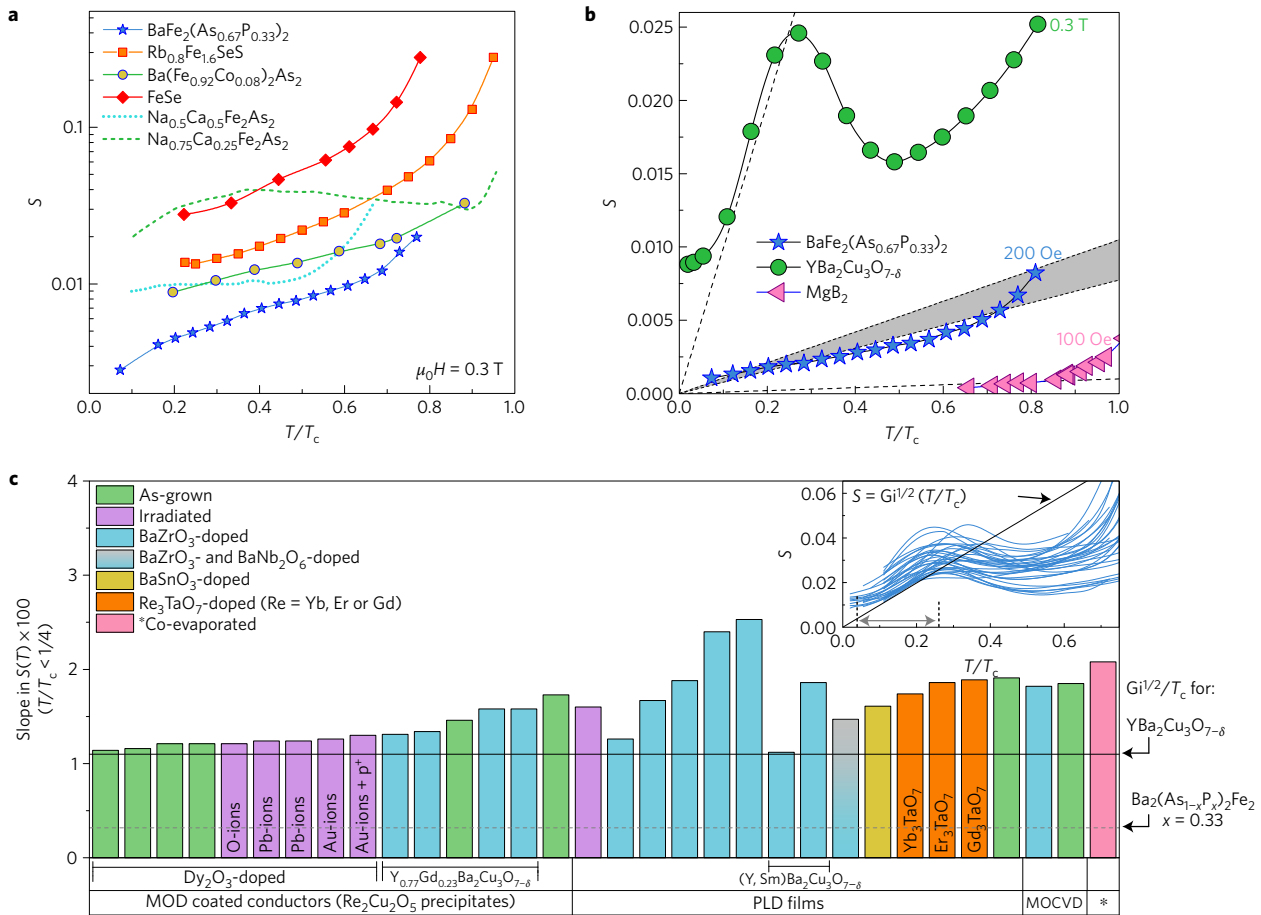 a
BaFe2(As0.67P0.33)2
Rb0.8Fe1.6SeS
Ba(Fe0.92Co0.08)2As2
FeSe
Na0.5Ca0.5Fe2As2
Na0.75Ca0.25Fe2As2
0.1
0.01
S
μ0H = 0.3 T
0.0 0.2 0.4 0.6 0.8 1.0
T/Tc
b
0.025
0.020
0.015
0.010
0.005
0.000
S
0.3 T
BaFe2(As0.67P0.33)2
YBa2Cu3O7-δ
MgB2
200 Oe
100 Oe
0.0 0.2 0.4 0.6 0.8 1.0
T/Tc
c
4
3
2
1
0
Slope in S(T) × 100
(T/Tc < 1/4)
As-grown
Irradiated
BaZrO3-doped
BaZrO3- and BaNb2O6-doped
BaSnO3-doped
Re3TaO7-doped (Re = Yb, Er or Gd)
*Co-evaporated
0.06
0.04
0.02
0.00
S
S = Gi1/2 (T/Tc)
0.0 0.2 0.4 0.6
T/Tc
Gi1/2/Tc for:
YBa2Cu3O7-δ
Ba2(As1-xPx)2Fe2
x = 0.33
O-ions
Pb-ions
Pb-ions
Au-ions
Au-ions + p+
Yb3TaO7
Er3TaO7
Gd3TaO7
Dy2O3-doped
Y0.77Gd0.23Ba2Cu3O7-δ
(Y, Sm)Ba2Cu3O7-δ
MOD coated conductors (Re2Cu2O5 precipitates)
PLD films
MOCVD
*